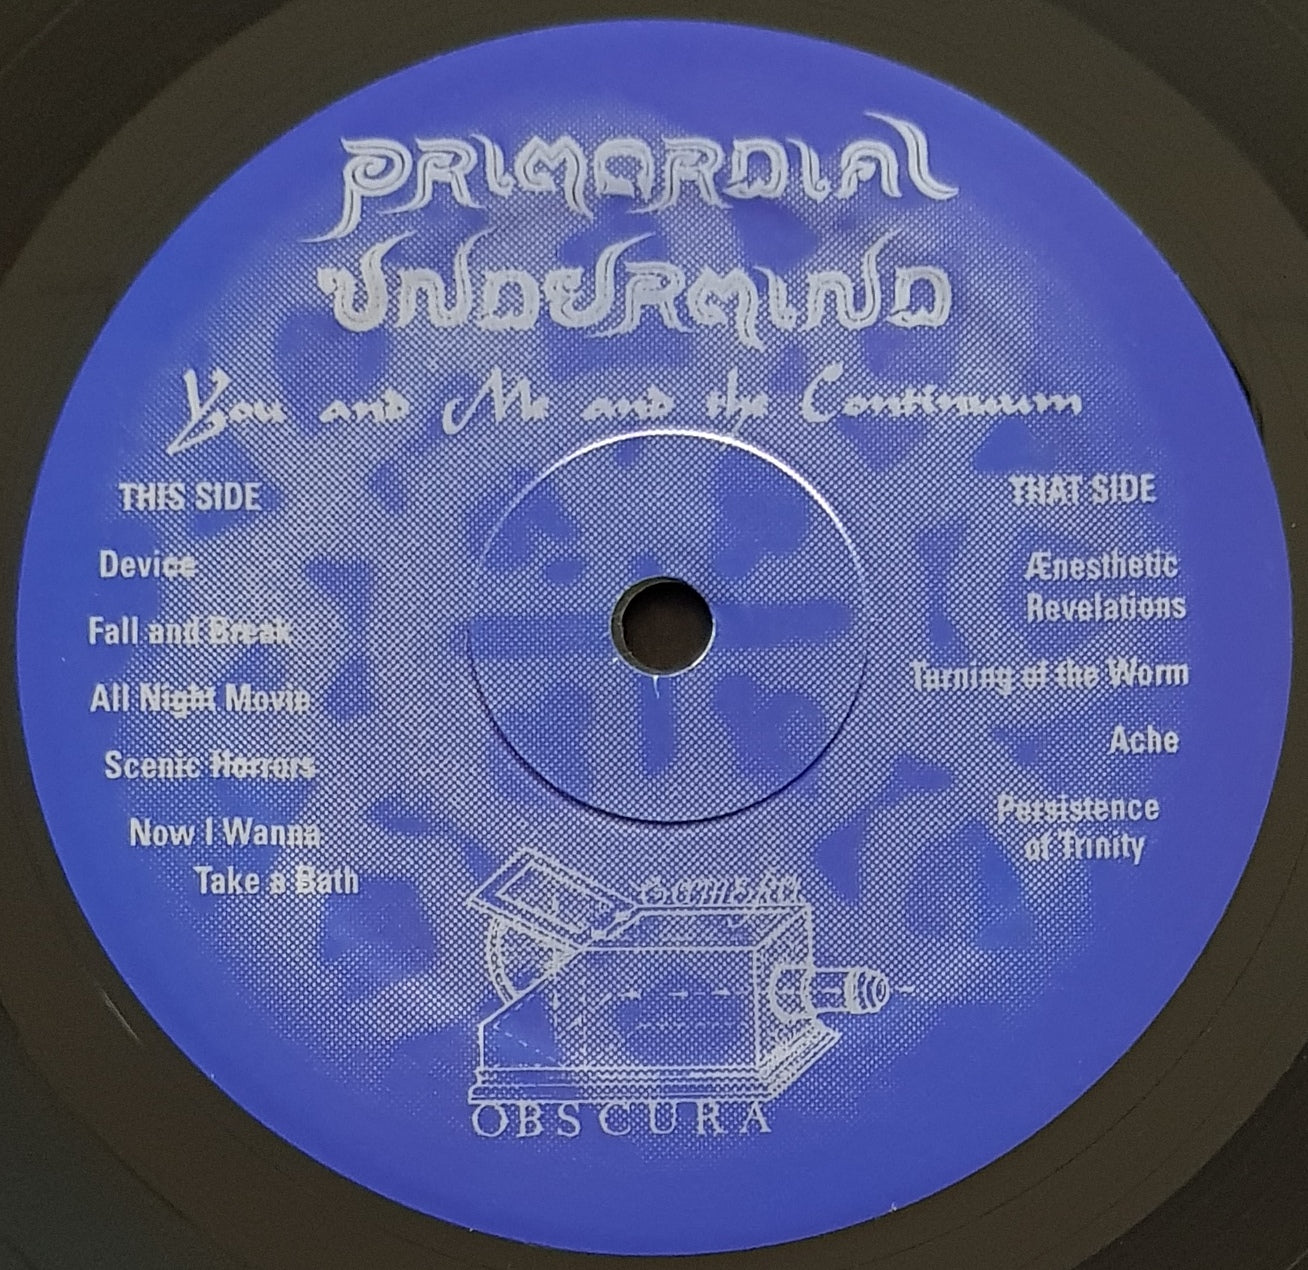 PRIMORDIAL
UNDERMIND
You and Me and the Continuum
THIS SIDE
Device
Fall and Break
All Night Movie
Scenic Horrors
Now I Wanna
Take a Bath
THAT SIDE
Ænesthetic
Revelations
Turning of the Worm
Ache
Persistence
of Trinity
CAMERA
OBSCURA